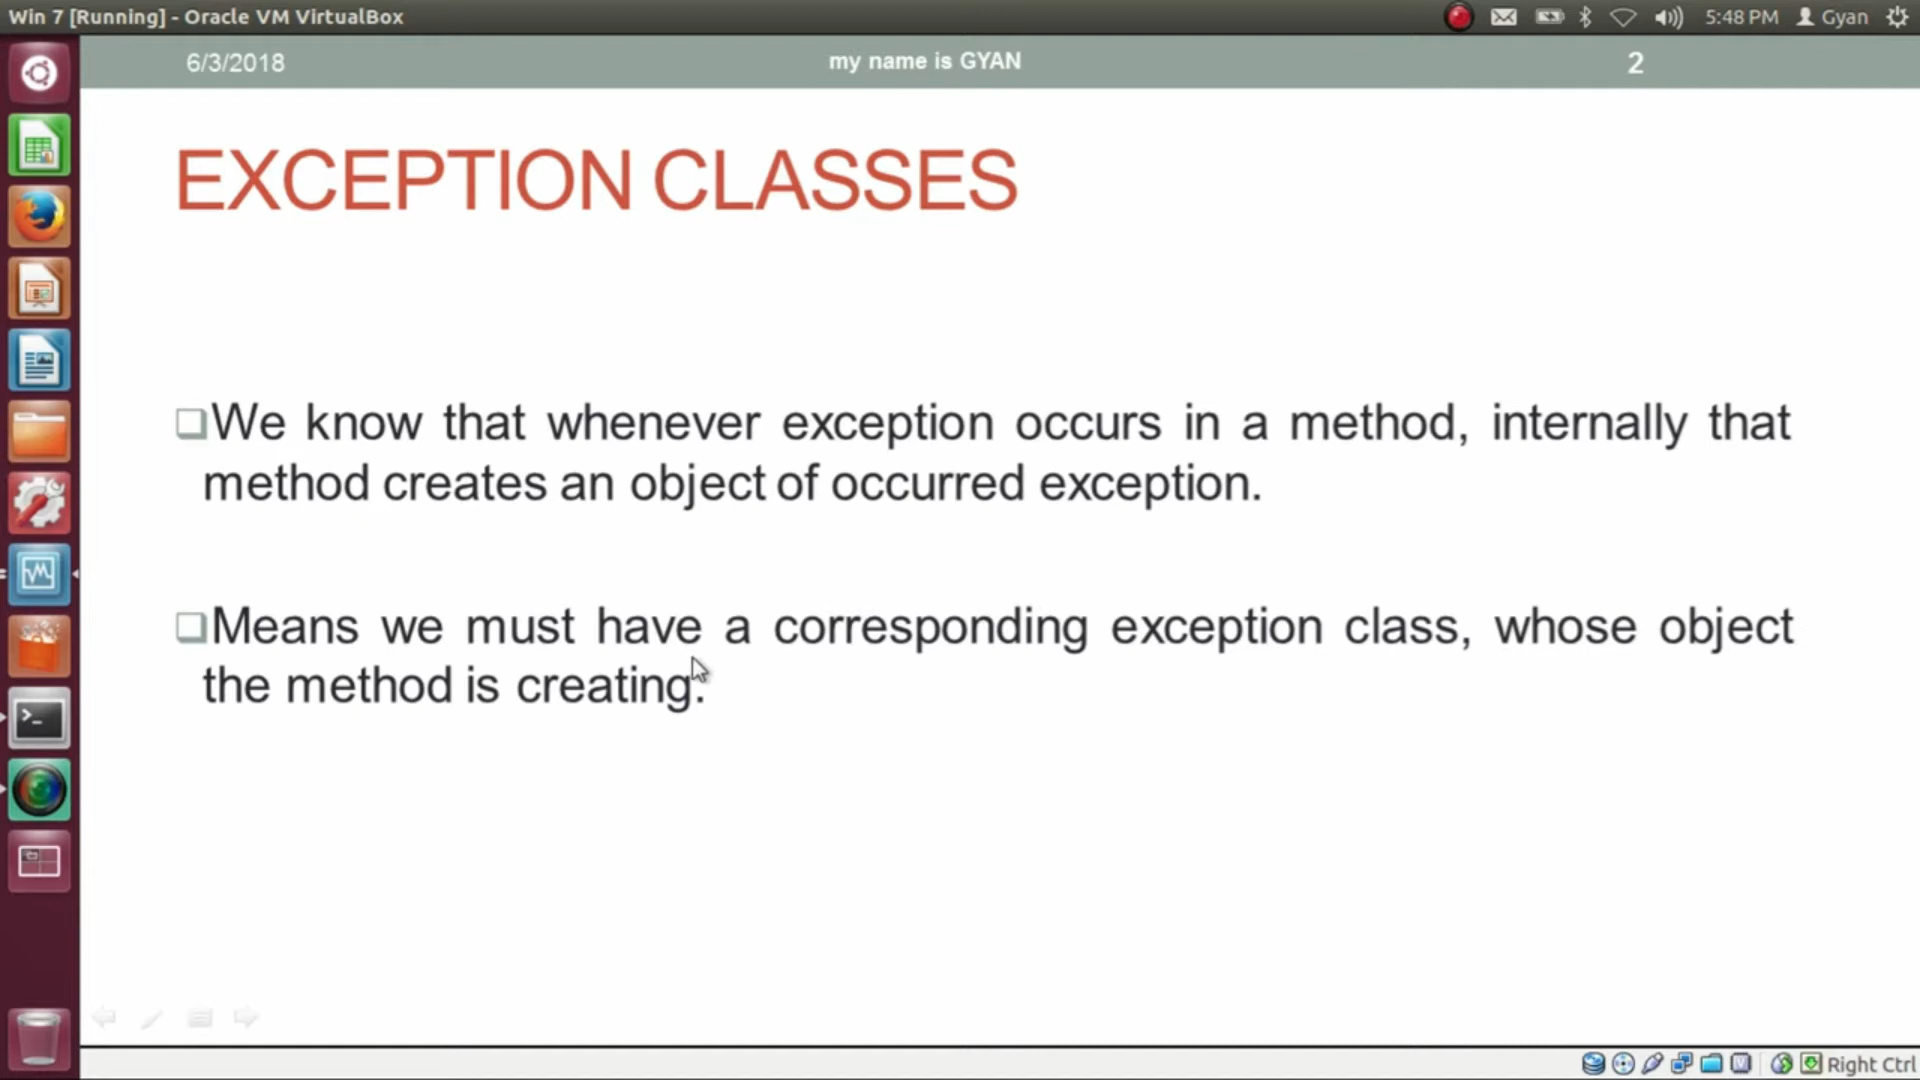 Win 7 [Running] - Oracle VM VirtualBox
5:48 PM
Gyan
6/3/2018
my name is GYAN
2
EXCEPTION CLASSES
We know that whenever exception occurs in a method, internally that
method creates an object of occurred exception.
Means we must have a corresponding exception class, whose object
the method is creating.
Right Ctrl